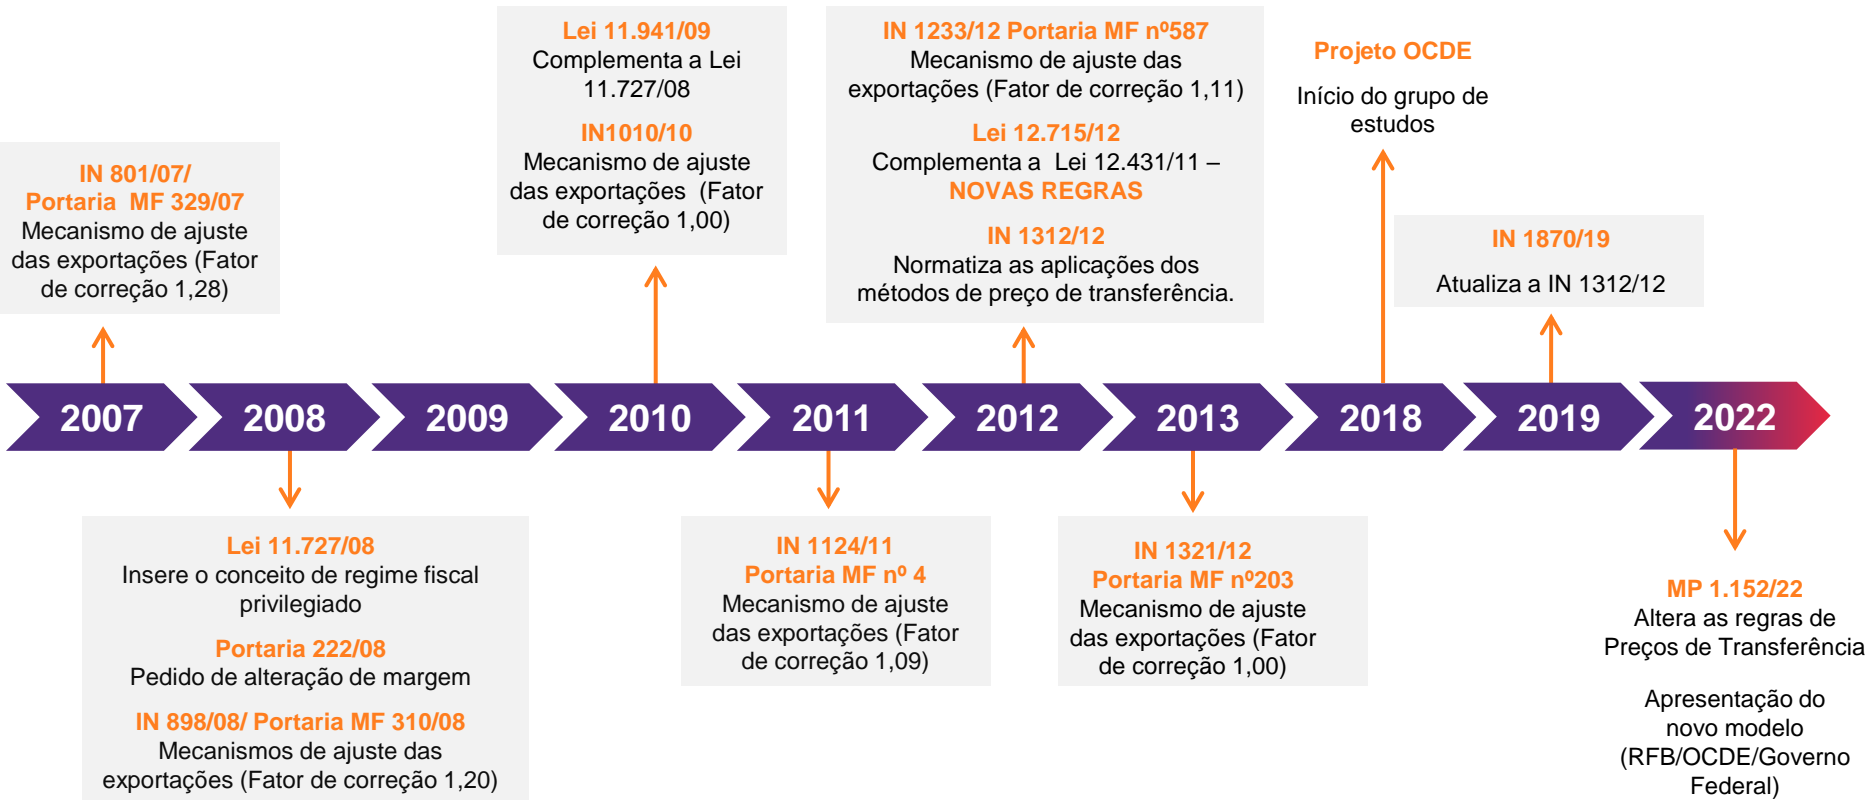 IN 801/07/
Portaria MF 329/07
Mecanismo de ajuste
das exportações (Fator
de correção 1,28)
Lei 11.941/09
Complementa a Lei
11.727/08
IN1010/10
Mecanismo de ajuste
das exportações (Fator
de correção 1,00)
IN 1233/12 Portaria MF nº587
Mecanismo de ajuste das
exportações (Fator de correção 1,11)
Lei 12.715/12
Complementa a Lei 12.431/11 –
NOVAS REGRAS
IN 1312/12
Normatiza as aplicações dos
métodos de preço de transferência.
Projeto OCDE
Início do grupo de
estudos
IN 1870/19
Atualiza a IN 1312/12
2007
2008
2009
2010
2011
2012
2013
2018
2019
2022
Lei 11.727/08
Insere o conceito de regime fiscal
privilegiado
Portaria 222/08
Pedido de alteração de margem
IN 898/08/ Portaria MF 310/08
Mecanismos de ajuste das
exportações (Fator de correção 1,20)
IN 1124/11
Portaria MF nº 4
Mecanismo de ajuste
das exportações (Fator
de correção 1,09)
IN 1321/12
Portaria MF nº203
Mecanismo de ajuste
das exportações (Fator
de correção 1,00)
MP 1.152/22
Altera as regras de
Preços de Transferência
Apresentação do
novo modelo
(RFB/OCDE/Governo
Federal)